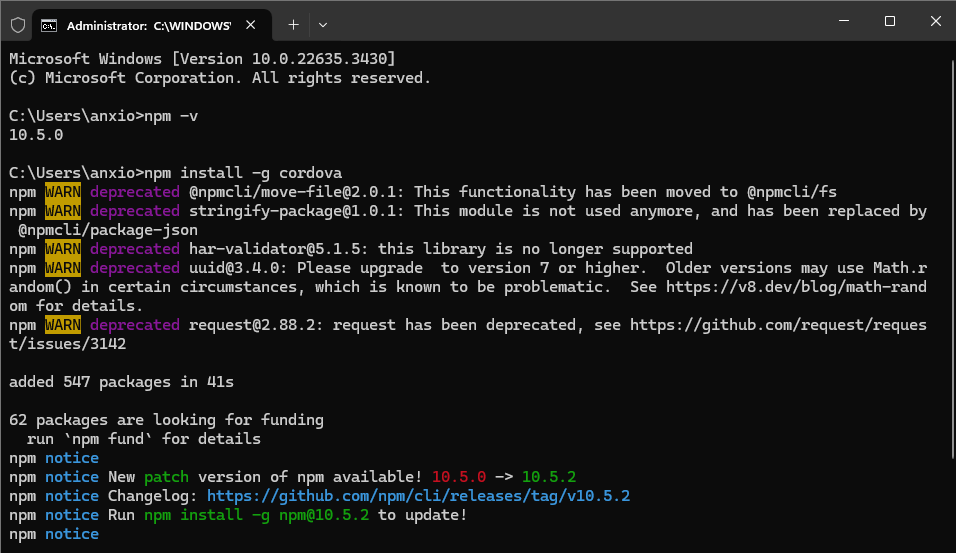 Administrator: C:\WINDOWS\
Microsoft Windows [Version 10.0.22635.3430]
(c) Microsoft Corporation. All rights reserved.
C:\Users\anxio>npm -v
10.5.0
C:\Users\anxio>npm install -g cordova
npm WARN deprecated @npmcli/move-file@2.0.1: This functionality has been moved to @npmcli/fs
npm WARN deprecated stringify-package@1.0.1: This module is not used anymore, and has been replaced by
@npmcli/package-json
npm WARN deprecated har-validator@5.1.5: this library is no longer supported
npm WARN deprecated uuid@3.4.0: Please upgrade  to version 7 or higher.  Older versions may use Math.r
andom() in certain circumstances, which is known to be problematic.  See https://v8.dev/blog/math-rand
om for details.
npm WARN deprecated request@2.88.2: request has been deprecated, see https://github.com/request/reques
t/issues/3142
added 547 packages in 41s
62 packages are looking for funding
  run `npm fund` for details
npm notice
npm notice New patch version of npm available! 10.5.0 -> 10.5.2
npm notice Changelog: https://github.com/npm/cli/releases/tag/v10.5.2
npm notice Run npm install -g npm@10.5.2 to update!
npm notice